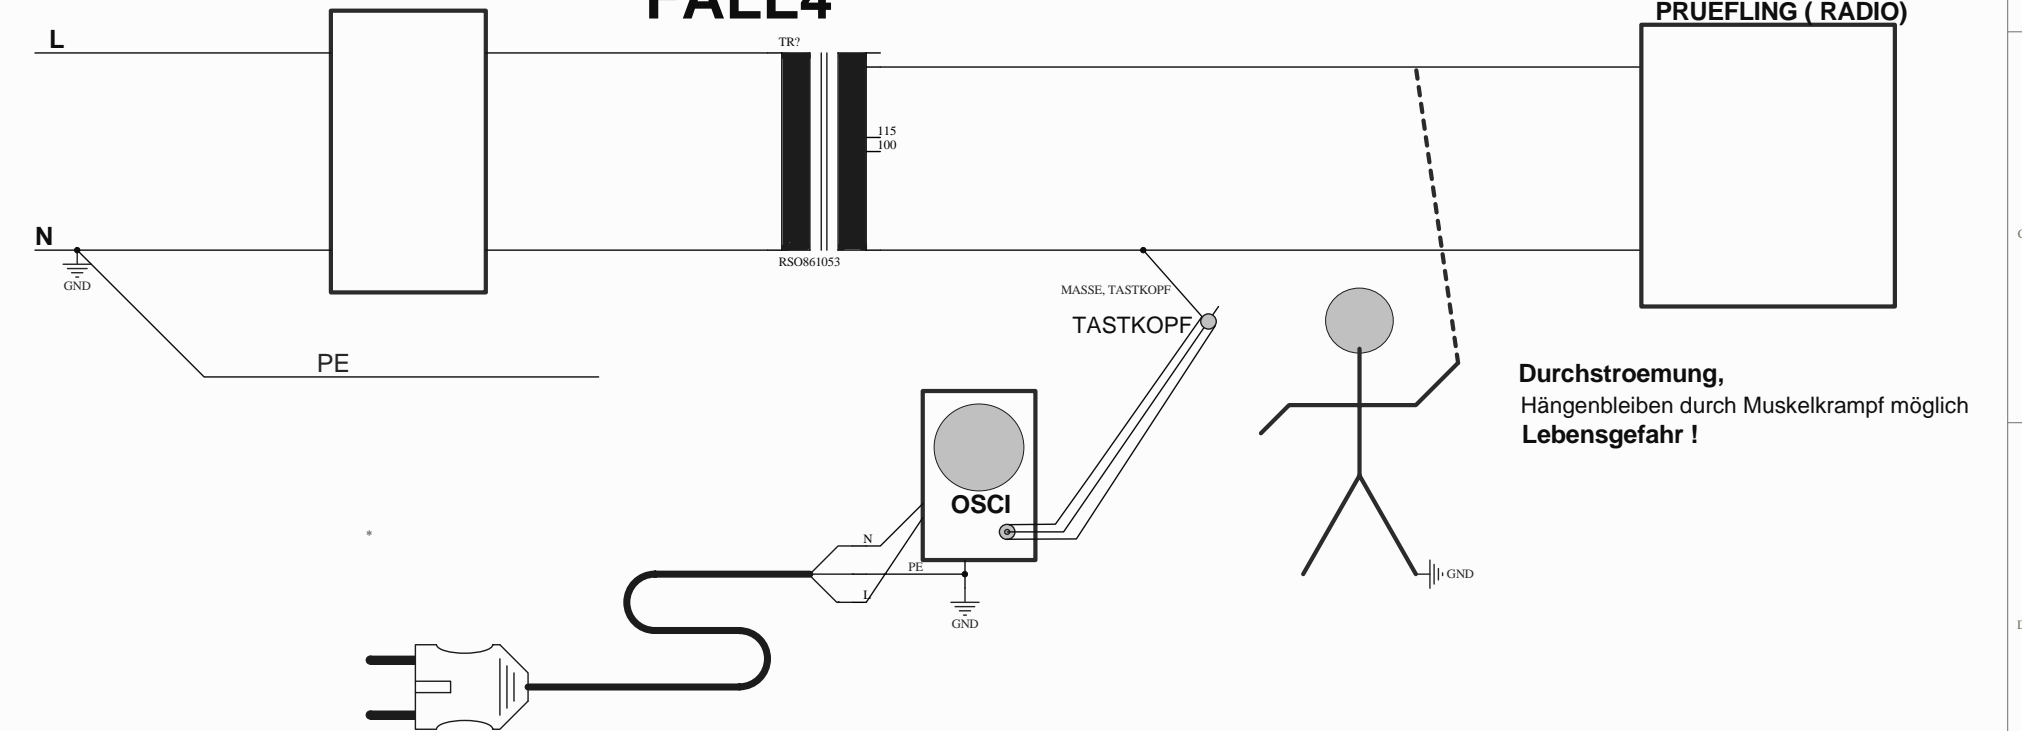 FALL4
PRUEFLING ( RADIO)
L
TR?
115
100
N
GND
RSO861053
MASSE, TASTKOPF
TASTKOPF
PE
Durchstroemung,
Hängenbleiben durch Muskelkrampf möglich
Lebensgefahr !
OSCI
*
N
PE
L
GND
GND